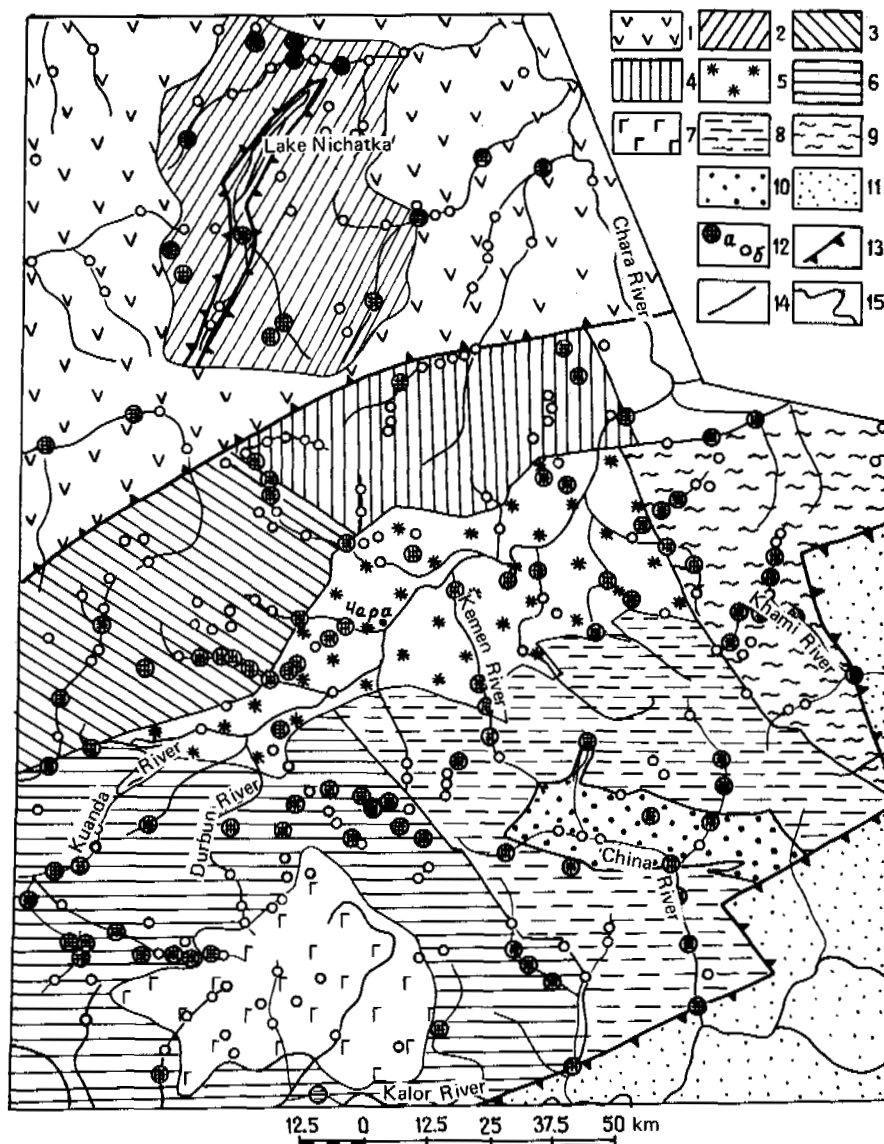 1 2 3
4 5 6
7 8 9
10 11
12 a б 13
14 15
Lake Nichatka
Chara River
Чара
Kemen River
Khami River
Kuanda River
Durbun River
China River
Kalor River
12.5 0 12.5 25 37.5 50 km